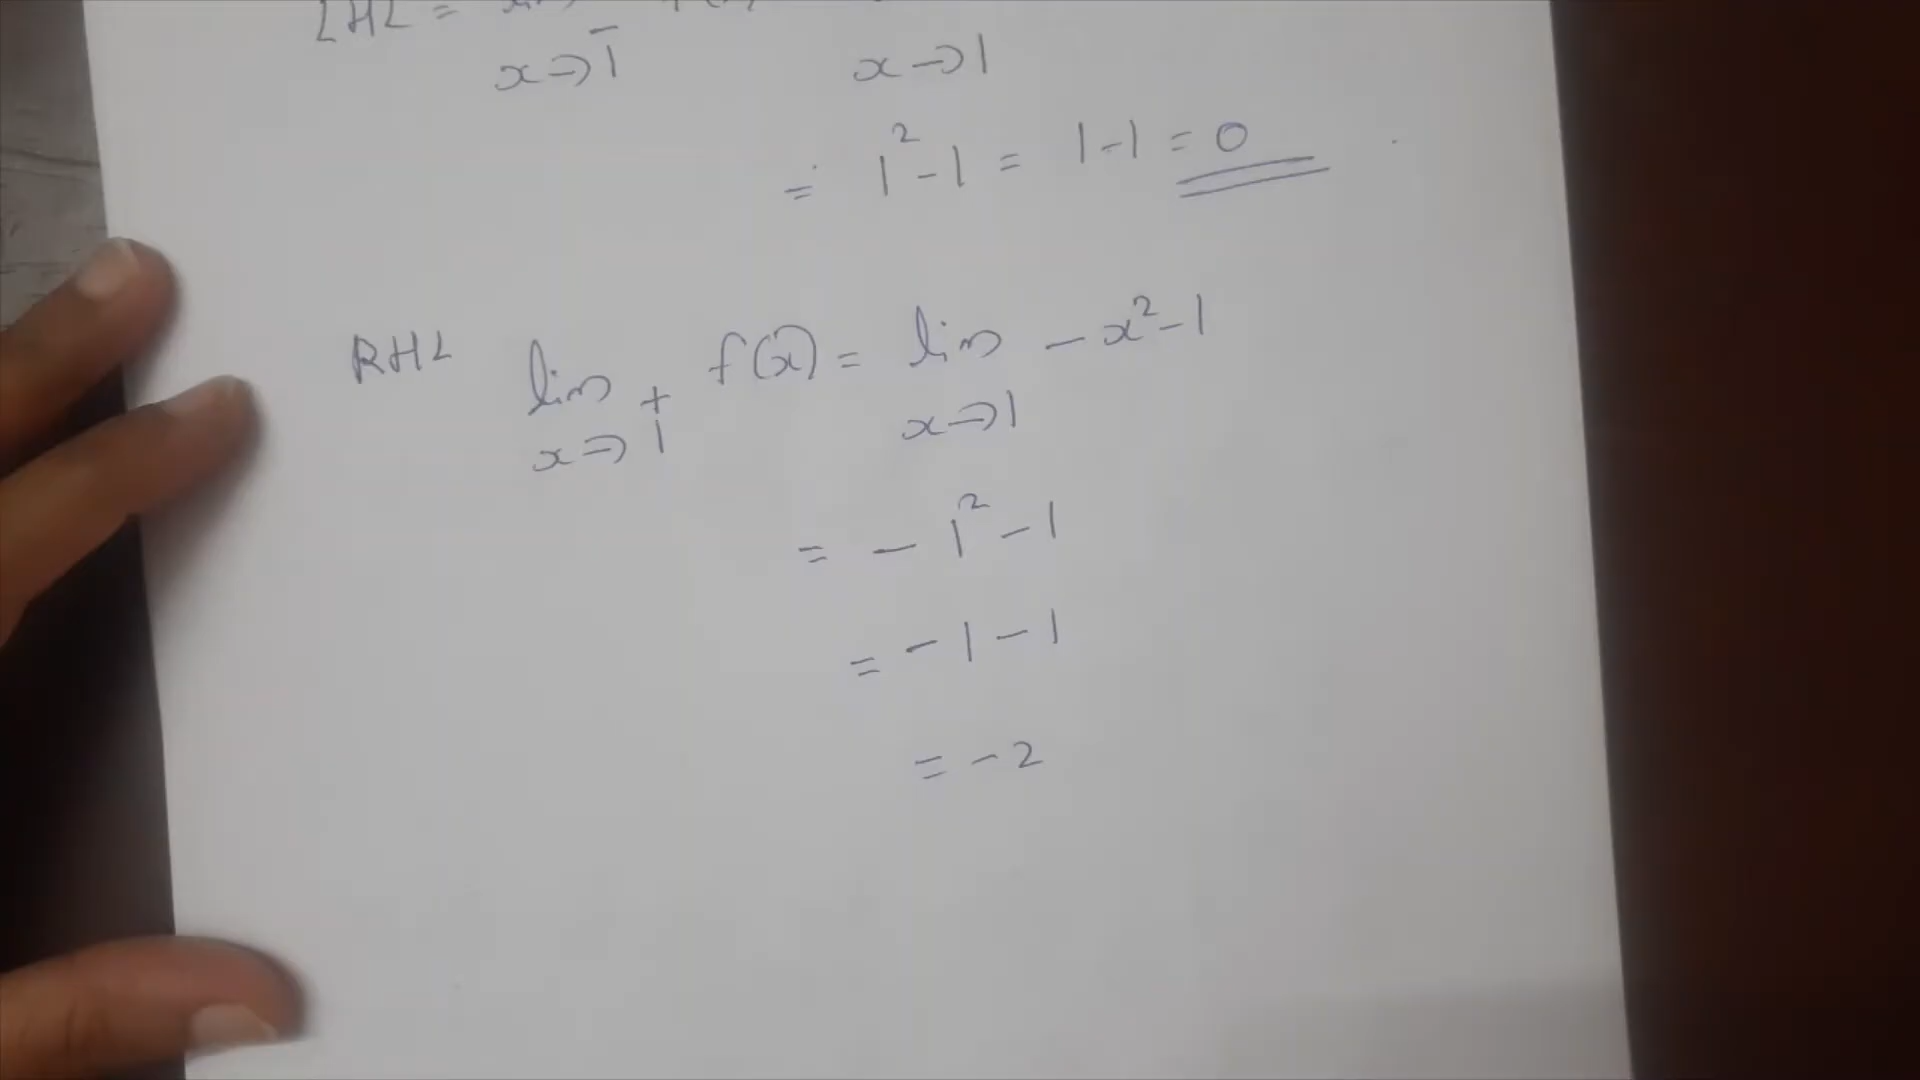 LHL =
x→1⁻ x→1
= 1²-1 = 1-1 = 0
RHL lim f(x) = lim -x²-1
x→1⁺ x→1
= -1²-1
= -1-1
= -2